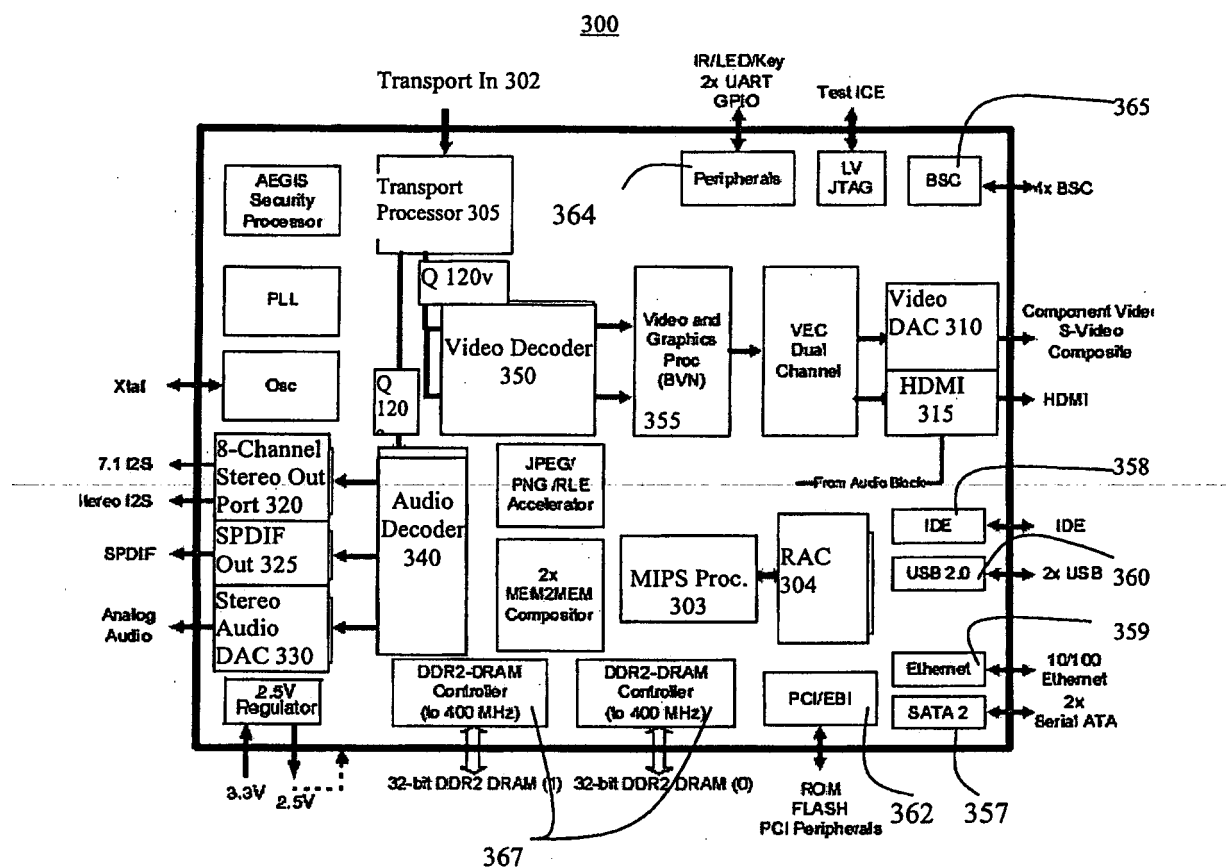 300
Transport In 302
IR/LED/Key
2x UART
GPIO
Test ICE
365
AEGIS
Security
Processor
Transport
Processor 305
364
Peripherals
LV
JTAG
BSC
4x BSC
PLL
Q 120v
Video Decoder
350
Video and
Graphics
Proc
(BVN)
355
VEC
Dual
Channel
Video
DAC 310
Component Video
S-Video
Composite
Xtal
Osc
Q
120
HDMI
315
HDMI
7.1 I2S
Stereo I2S
8-Channel
Stereo Out
Port 320
JPEG/
PNG /RLE
Accelerator
From Audio Block
358
Audio
Decoder
340
SPDIF
SPDIF
Out 325
2x
MEM2MEM
Compositor
MIPS Proc.
303
RAC
304
IDE
IDE
USB 2.0
2x USB
360
Analog
Audio
Stereo
Audio
DAC 330
359
2.5V
Regulator
DDR2-DRAM
Controller
(to 400 MHz)
DDR2-DRAM
Controller
(to 400 MHz)
PCI/EBI
Ethernet
10/100
Ethernet
SATA 2
2x
Serial ATA
3.3V
2.5V
32-bit DDR2 DRAM (1)
32-bit DDR2 DRAM (0)
ROM
FLASH
PCI Peripherals
362
357
367